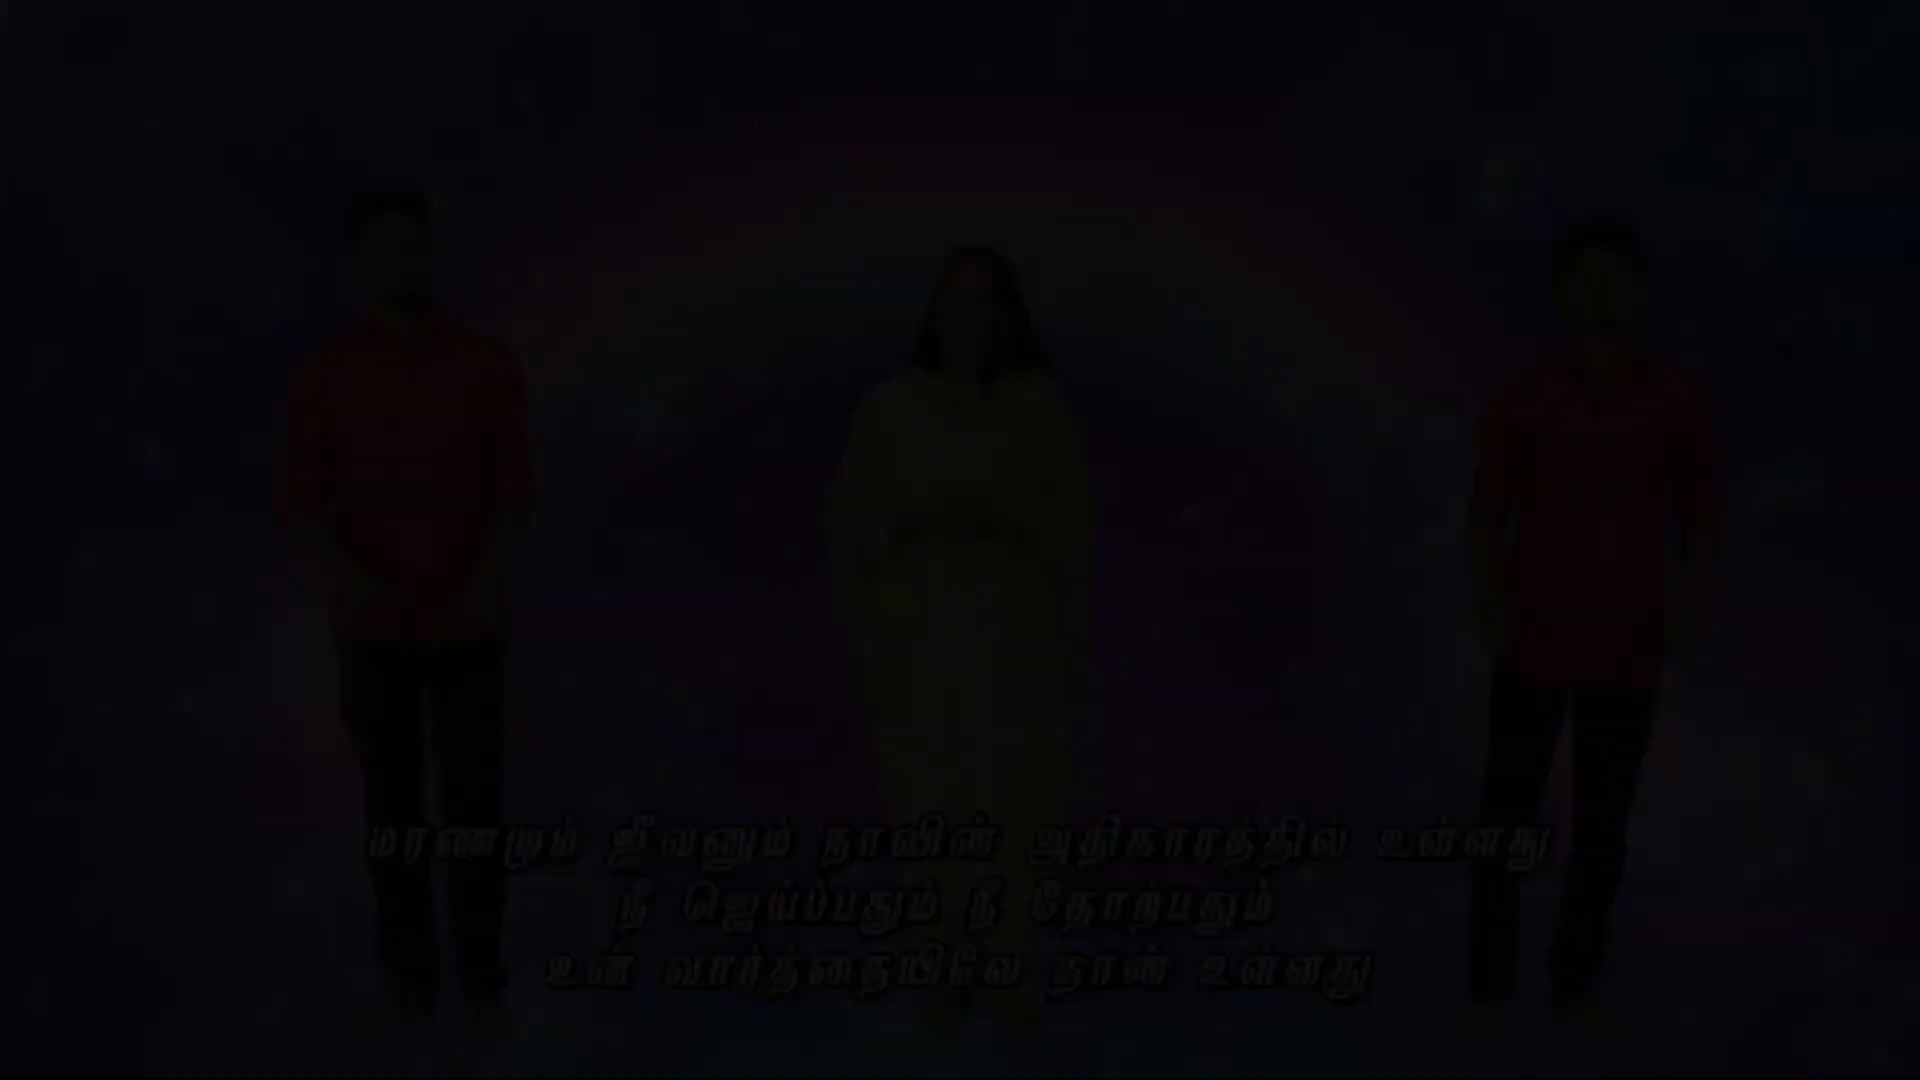 மரணமும் ஜீவனும் நாவின் அதிகாரத்தில் உள்ளது
நீ ஜெய்ப்பதும் நீ தோற்பதும்
உன் வார்த்தையிலே தான் உள்ளது